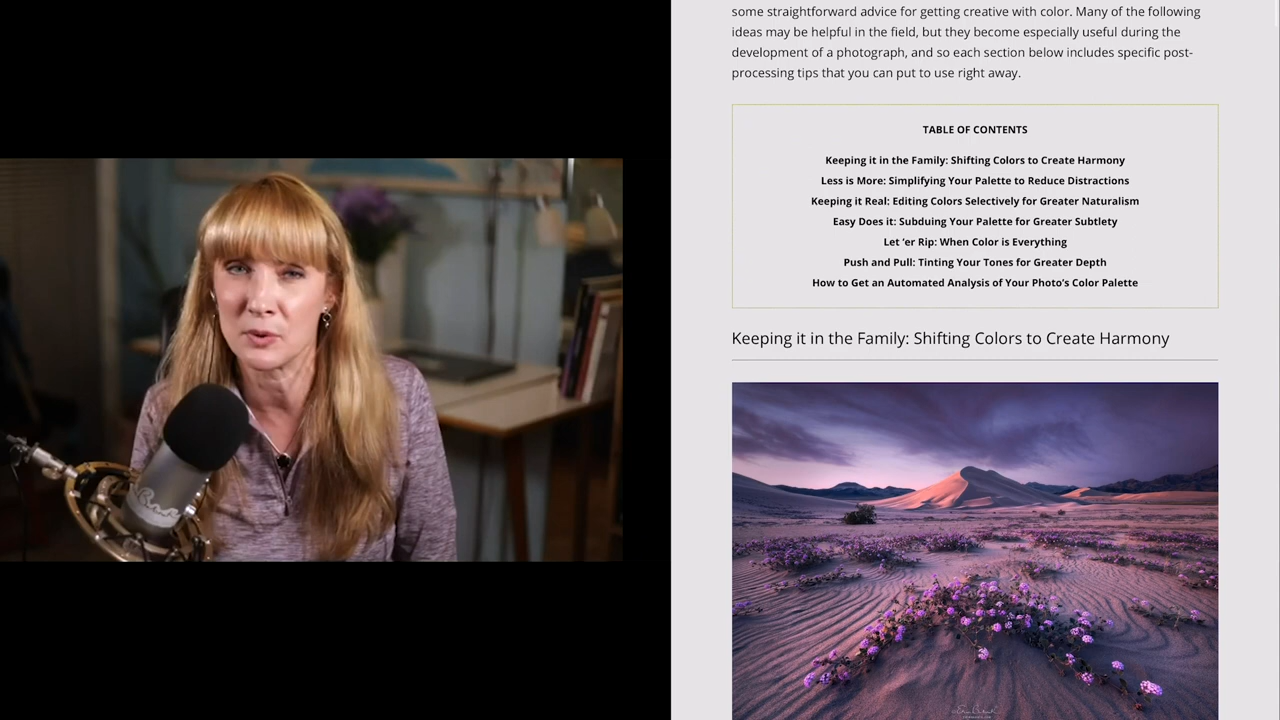 some straightforward advice for getting creative with color. Many of the following
ideas may be helpful in the field, but they become especially useful during the
development of a photograph, and so each section below includes specific post-
processing tips that you can put to use right away.
TABLE OF CONTENTS
Keeping it in the Family: Shifting Colors to Create Harmony
Less is More: Simplifying Your Palette to Reduce Distractions
Keeping it Real: Editing Colors Selectively for Greater Naturalism
Easy Does it: Subduing Your Palette for Greater Subtlety
Let ‘er Rip: When Color is Everything
Push and Pull: Tinting Your Tones for Greater Depth
How to Get an Automated Analysis of Your Photo’s Color Palette
Keeping it in the Family: Shifting Colors to Create Harmony